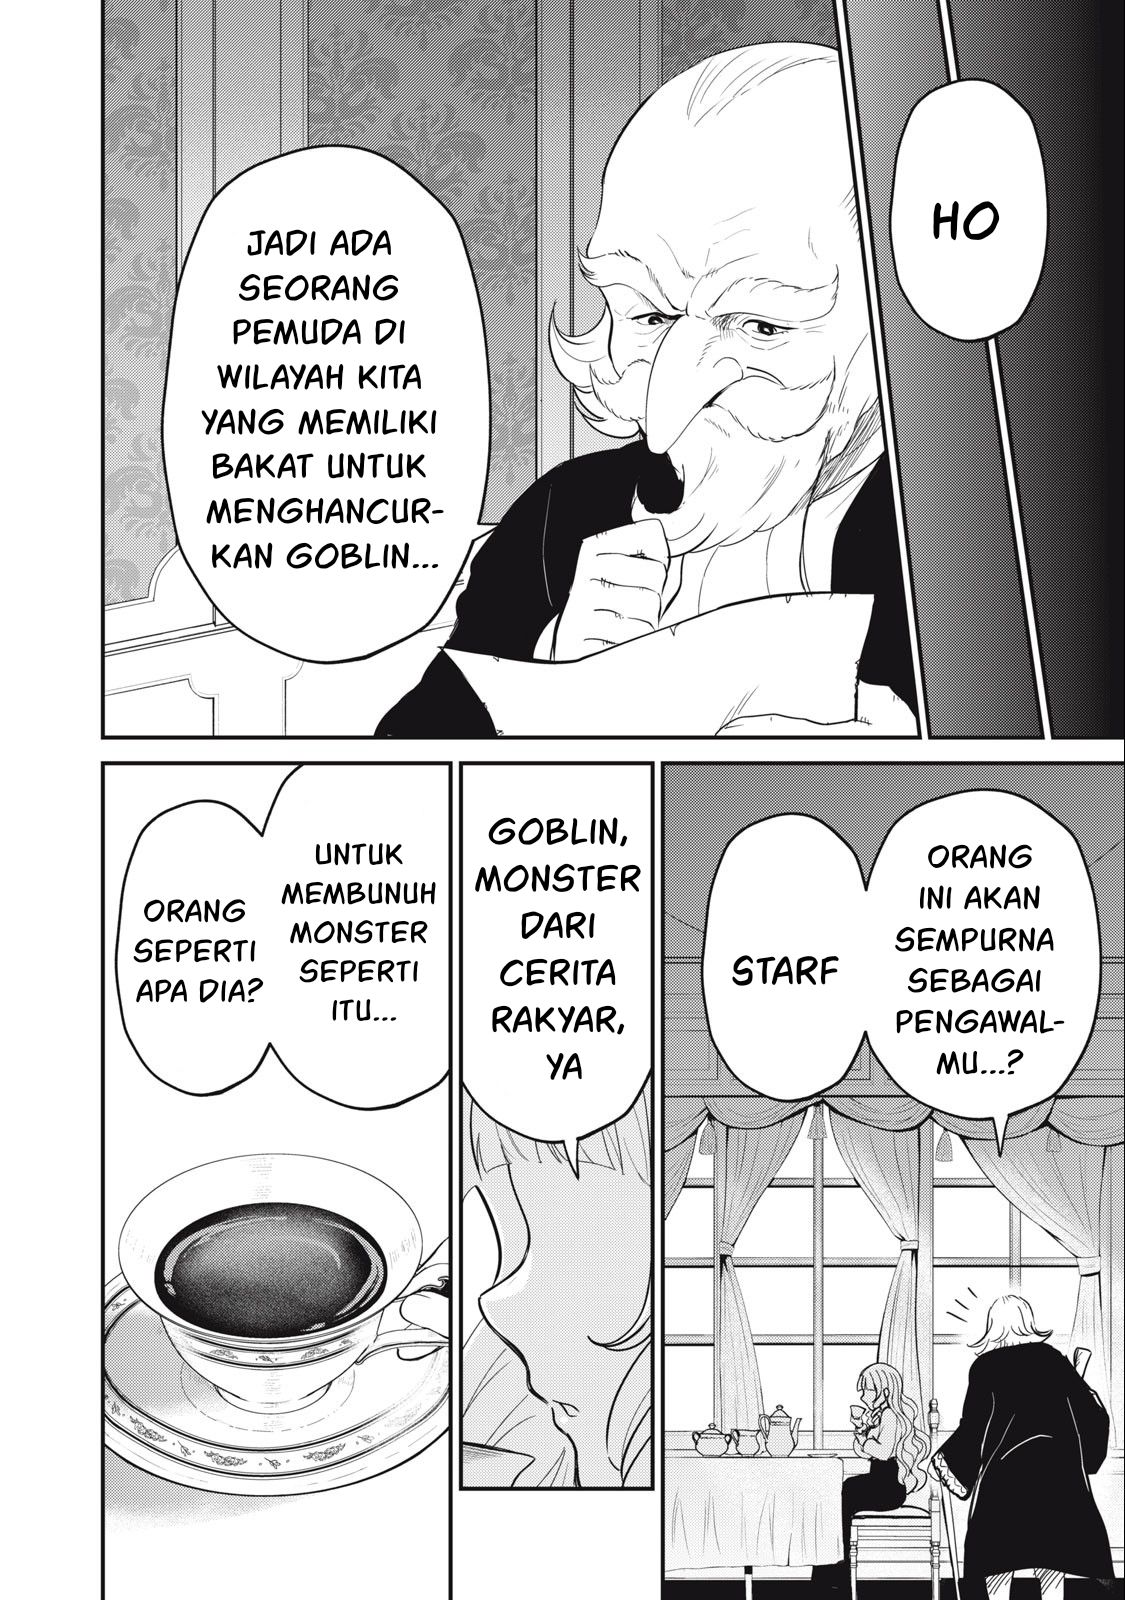 HO
JADI ADA
SEORANG
PEMUDA DI
WILAYAH KITA
YANG MEMILIKI
BAKAT UNTUK
MENGHANCUR-
KAN GOBLIN...
ORANG
INI AKAN
SEMPURNA
SEBAGAI
PENGAWAL-
MU...?
STARF
GOBLIN,
MONSTER
DARI
CERITA
RAKYAR,
YA
UNTUK
MEMBUNUH
MONSTER
SEPERTI
ITU...
ORANG
SEPERTI
APA DIA?